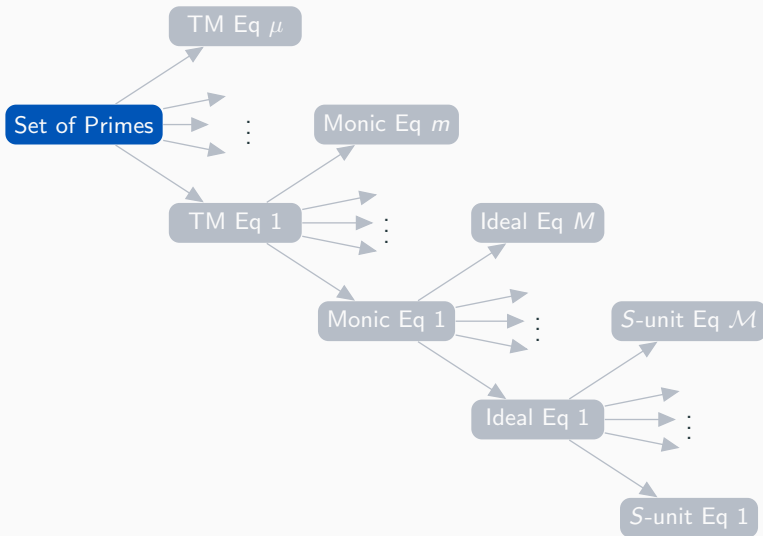 TM Eq μ
Set of Primes
⋮
Monic Eq m
TM Eq 1
⋮
Ideal Eq M
Monic Eq 1
⋮
S-unit Eq ℳ
Ideal Eq 1
⋮
S-unit Eq 1